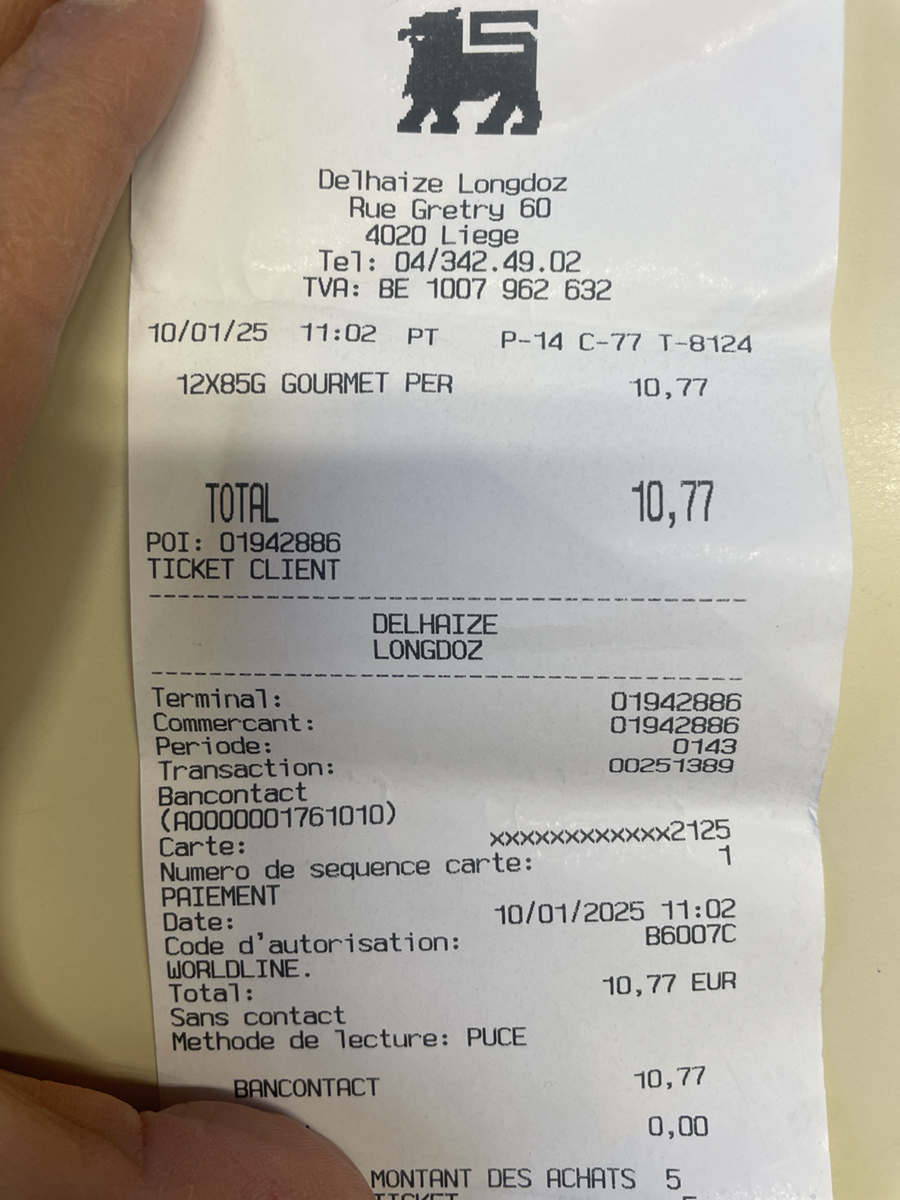 Delhaize Longdoz
Rue Gretry 60
4020 Liege
Tel: 04/342.49.02
TVA: BE 1007 962 632
10/01/25 11:02 PT P-14 C-77 T-8124
12X85G GOURMET PER 10,77
TOTAL 10,77
POI: 01942886
TICKET CLIENT
DELHAIZE
LONGDOZ
Terminal: 01942886
Commercant: 01942886
Periode: 0143
Transaction: 00251389
Bancontact
(A0000001761010)
Carte: xxxxxxxxxxxxx2125
Numero de sequence carte: 1
PAIEMENT
Date: 10/01/2025 11:02
Code d'autorisation: B6007C
WORLDLINE.
Total: 10,77 EUR
Sans contact
Methode de lecture: PUCE
BANCONTACT 10,77
0,00
MONTANT DES ACHATS 5
TICKET